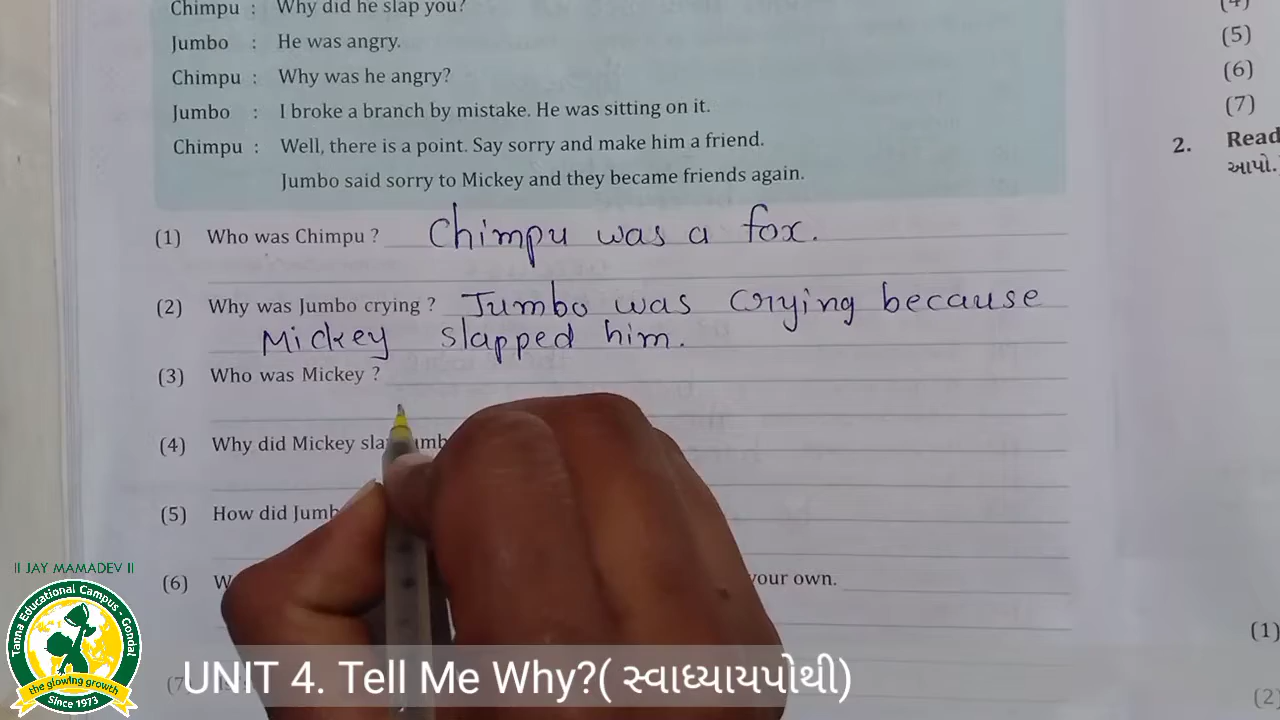 Chimpu : Why did he slap you?
Jumbo : He was angry.
Chimpu : Why was he angry?
Jumbo : I broke a branch by mistake. He was sitting on it.
Chimpu : Well, there is a point. Say sorry and make him a friend.
Jumbo said sorry to Mickey and they became friends again.
(1) Who was Chimpu ? Chimpu was a fox.
(2) Why was Jumbo crying ? Jumbo was crying because
Mickey slapped him.
(3) Who was Mickey ?
(4) Why did Mickey
(5) How did
(6) your own.
(4)
(5)
(6)
(7)
2. Read
આપો.
(1)
(2)
॥ JAY MAMADEV ॥
Tanna Educational Campus - Gondal
the glowing growth
Since 1973
UNIT 4. Tell Me Why?( સ્વાધ્યાયપોથી)